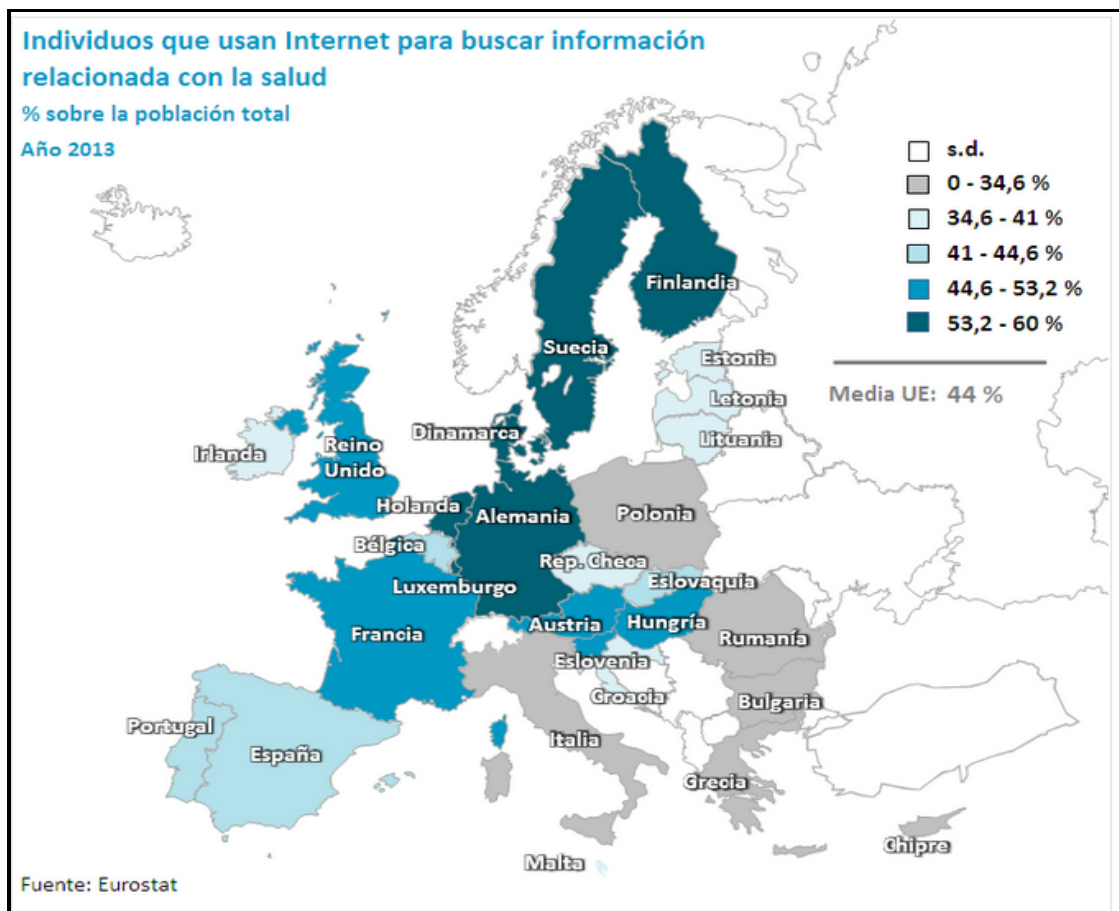 Individuos que usan Internet para buscar información
relacionada con la salud
% sobre la población total
Año 2013
s.d.
0 - 34,6 %
34,6 - 41 %
41 - 44,6 %
44,6 - 53,2 %
53,2 - 60 %
Media UE: 44 %
Finlandia
Suecia
Estonia
Letonia
Lituania
Dinamarca
Irlanda
Reino
Unido
Holanda
Alemania
Polonia
Bélgica
Rep. Checa
Luxemburgo
Eslovaquia
Francia
Austria
Hungría
Rumanía
Eslovenia
Croacia
Bulgaria
Portugal
España
Italia
Grecia
Chipre
Malta
Fuente: Eurostat